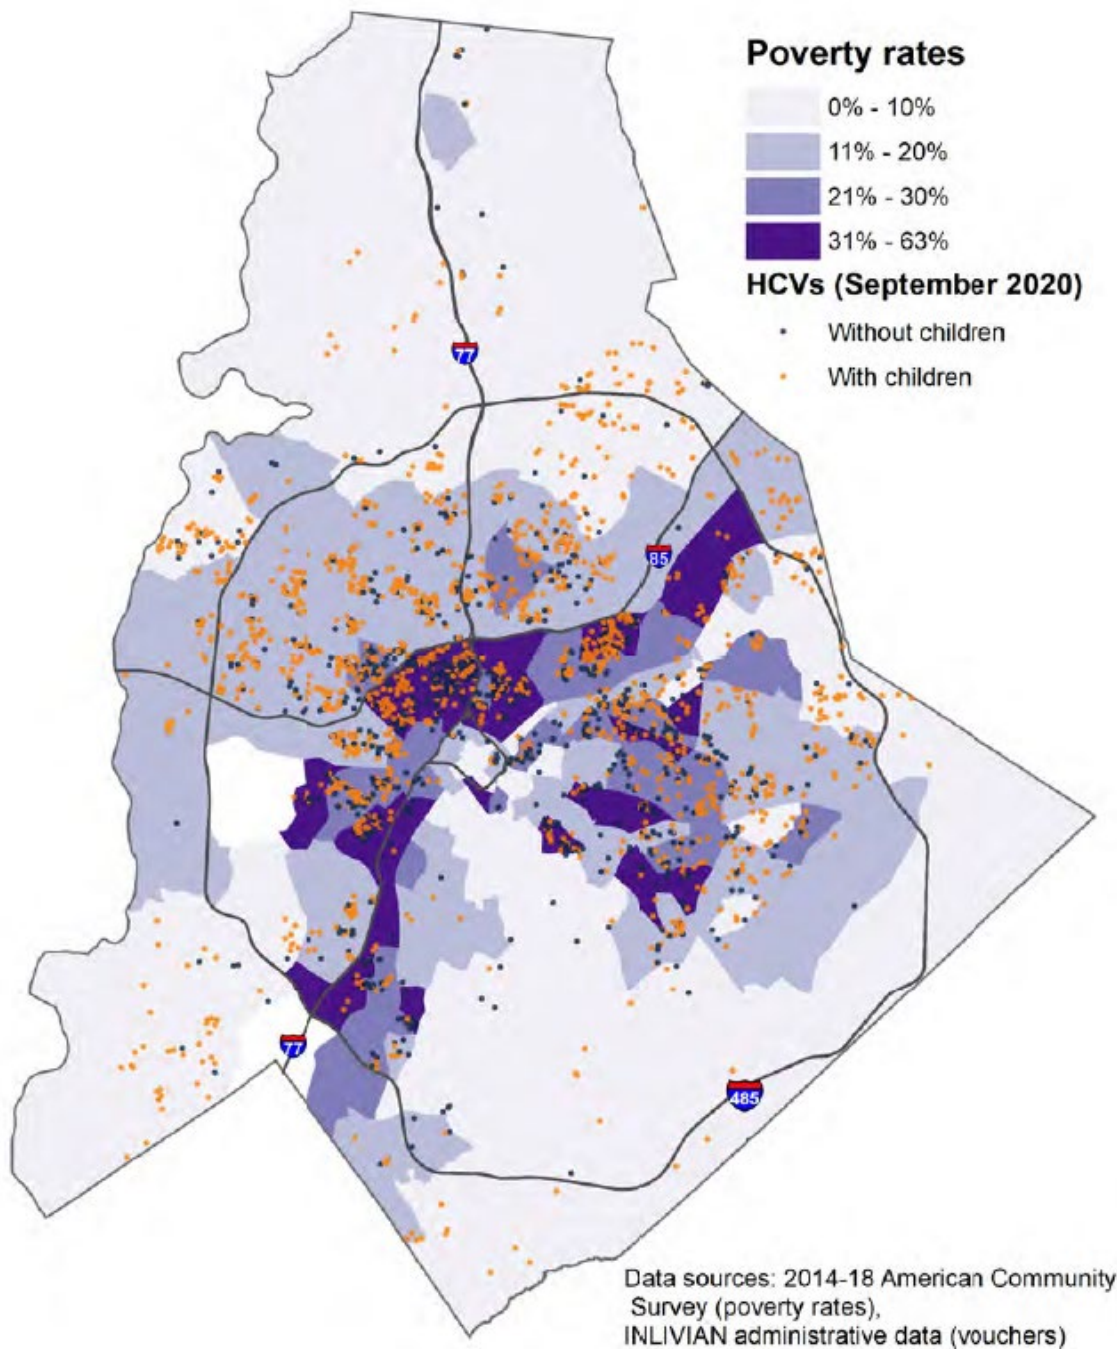 Poverty rates
0% - 10%
11% - 20%
21% - 30%
31% - 63%
HCVs (September 2020)
Without children
With children
77
85
77
485
Data sources: 2014-18 American Community
Survey (poverty rates),
INLIVIAN administrative data (vouchers)